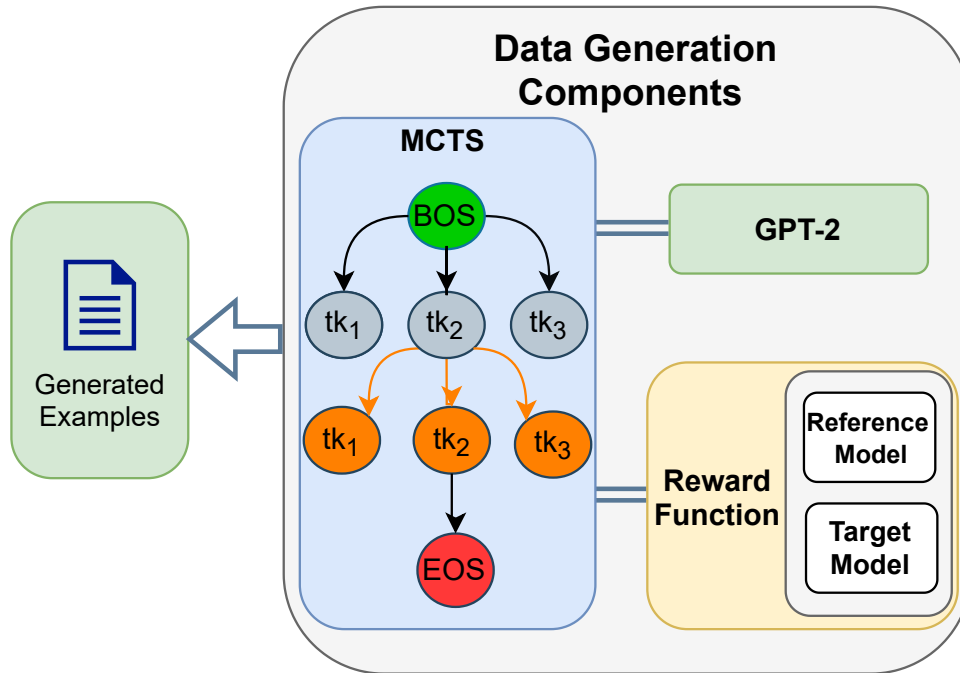 Data Generation
Components
MCTS
BOS
tk₁
tk₂
tk₃
tk₁
tk₂
tk₃
EOS
GPT-2
Reward
Function
Reference
Model
Target
Model
Generated
Examples